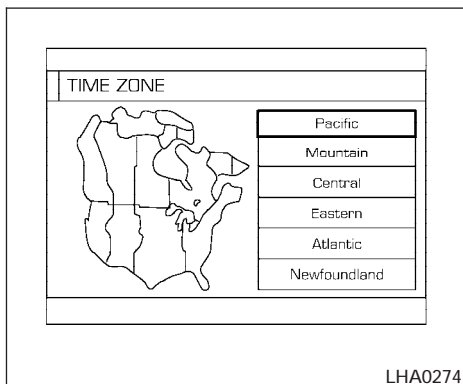 TIME ZONE
Pacific
Mountain
Central
Eastern
Atlantic
Newfoundland
LHA0274